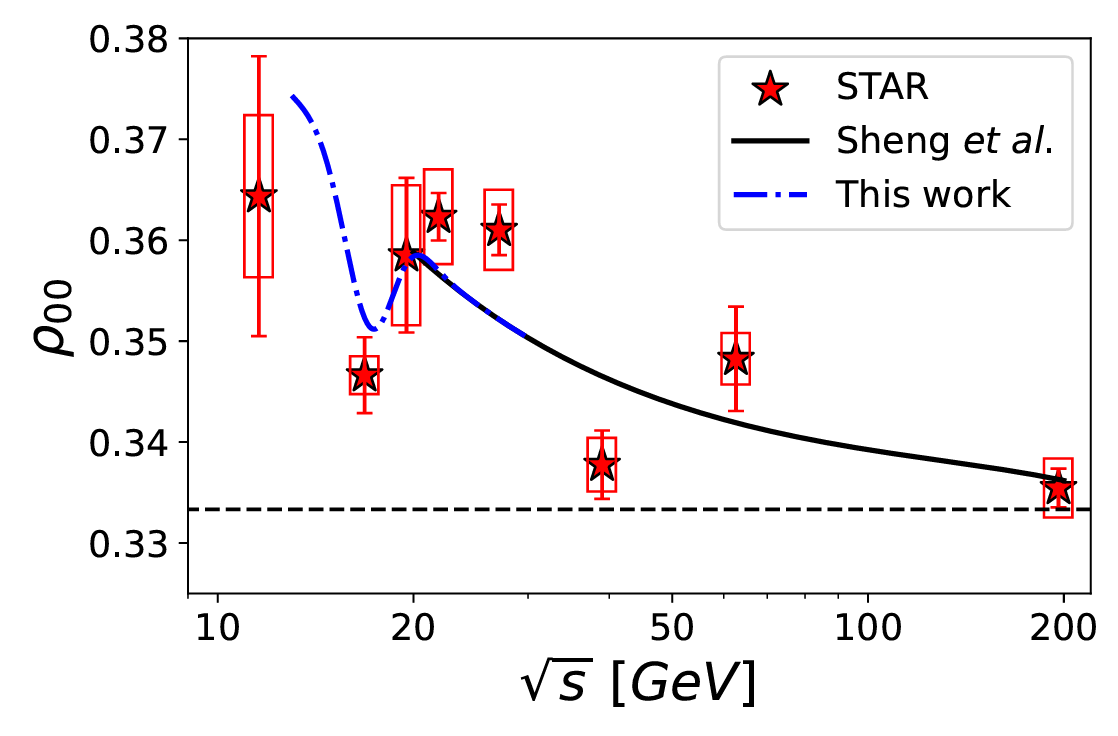 0.38
0.37
0.36
0.35
0.34
0.33
ρ₀₀
STAR
Sheng et al.
This work
10 20 50 100 200
√s [GeV]